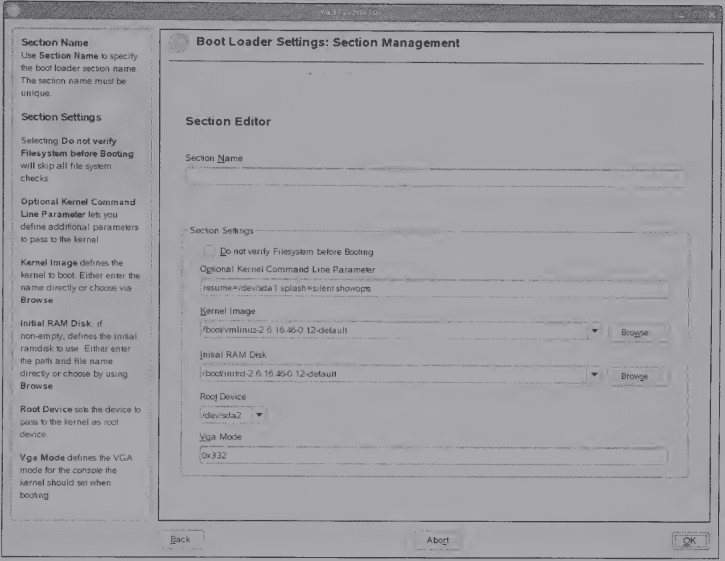 Section Name
Use Section Name to specify
the boot loader section name.
The section name must be
unique.
Section Settings
Selecting Do not verify
Filesystem before Booting
will skip all file system
checks.
Optional Kernel Command
Line Parameter lets you
define additional parameters
to pass to the kernel
Kernel Image defines the
kernel to boot. Either enter the
name directly or choose via
Browse
Initial RAM Disk, if
non-empty, defines the initial
ramdisk to use. Either enter
the path and file name
directly or choose by using
Browse
Root Device sets the device to
pass to the kernel as root
device.
Vga Mode defines the VGA
mode for the console the
kernel should set when
booting
Boot Loader Settings: Section Management
Section Editor
Section Name
Section Settings
Do not verify Filesystem before Booting
Optional Kernel Command Line Parameter
resume=/dev/sda1 splash=silent showopts
Kernel Image
/boot/vmlinuz-2.6.16.46-0.12-default
Browse
Initial RAM Disk
/boot/initrd-2.6.16.46-0.12-default
Browse
Root Device
/dev/sda2
Vga Mode
0x332
Back
Abort
OK